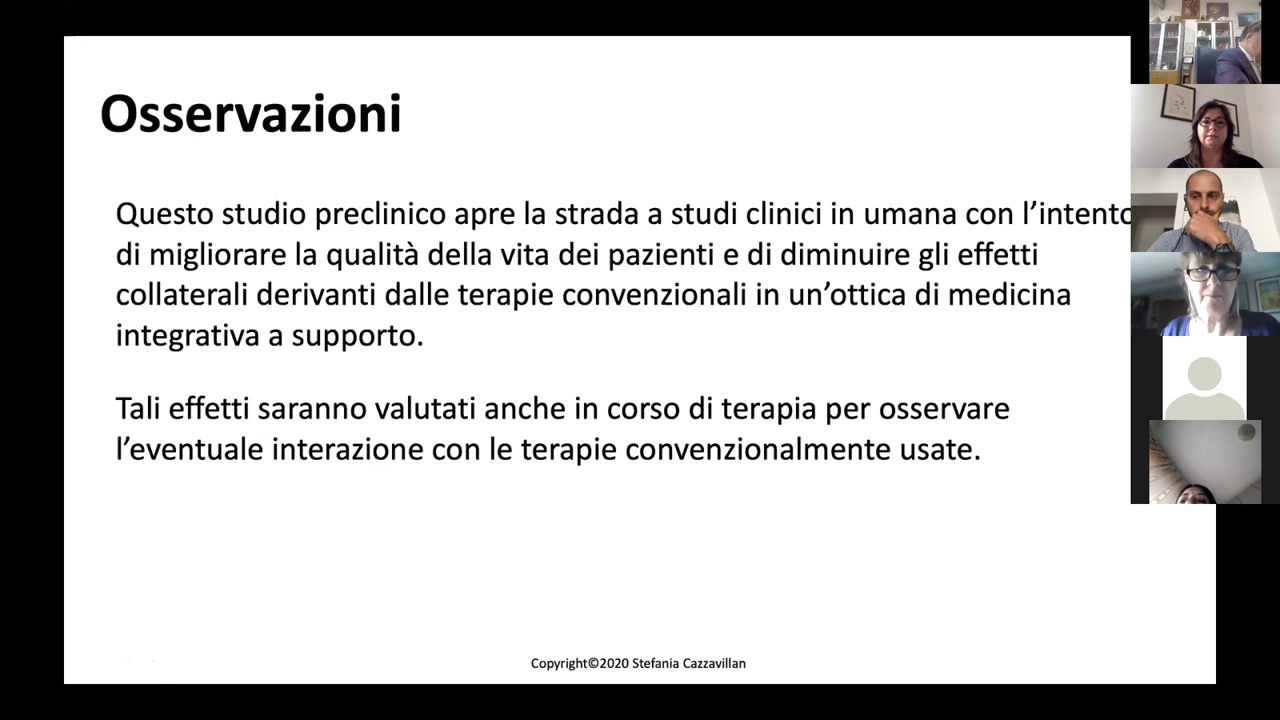 Osservazioni
Questo studio preclinico apre la strada a studi clinici in umana con l’intento
di migliorare la qualità della vita dei pazienti e di diminuire gli effetti
collaterali derivanti dalle terapie convenzionali in un’ottica di medicina
integrativa a supporto.
Tali effetti saranno valutati anche in corso di terapia per osservare
l’eventuale interazione con le terapie convenzionalmente usate.
Copyright©2020 Stefania Cazzavillan